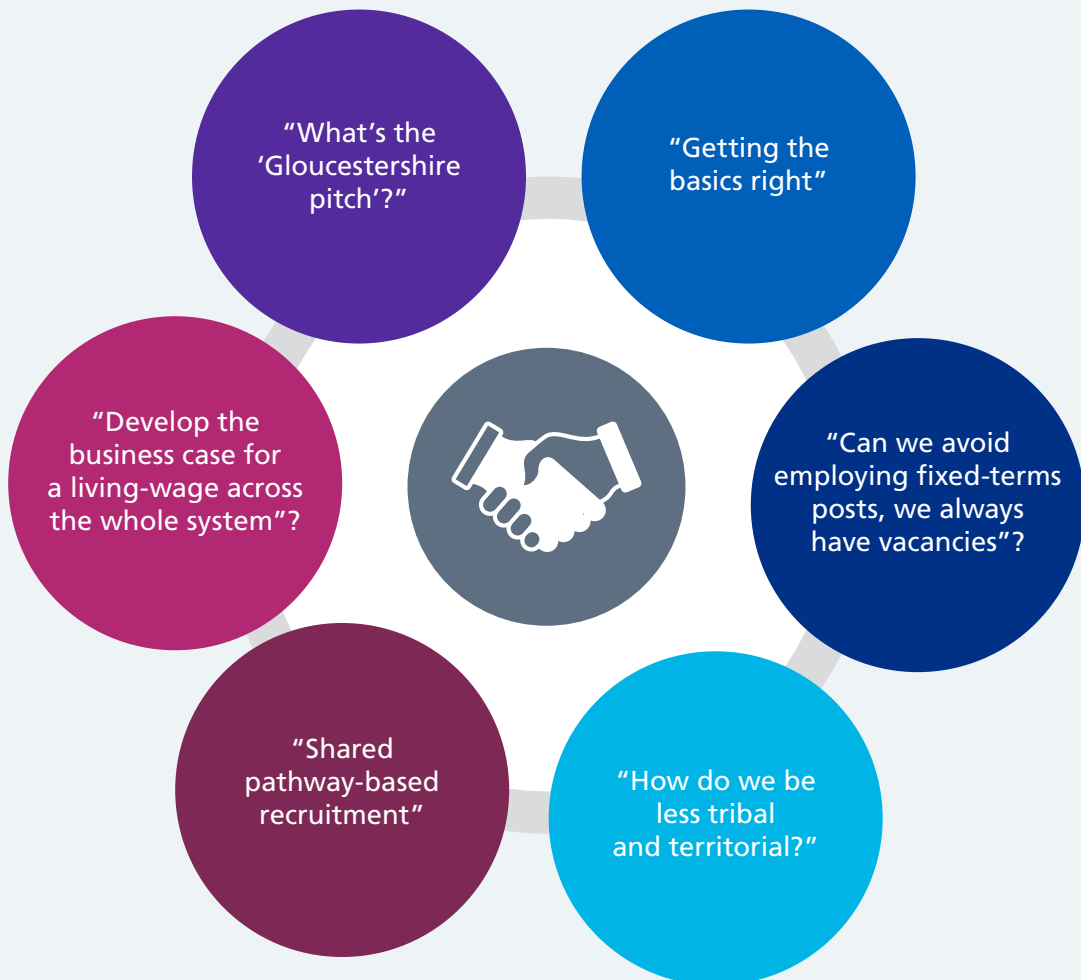 “What’s the
‘Gloucestershire
pitch’?”
“Getting the
basics right”
“Develop the
business case for
a living-wage across
the whole system”?
“Can we avoid
employing fixed-terms
posts, we always
have vacancies”?
“Shared
pathway-based
recruitment”
“How do we be
less tribal
and territorial?”